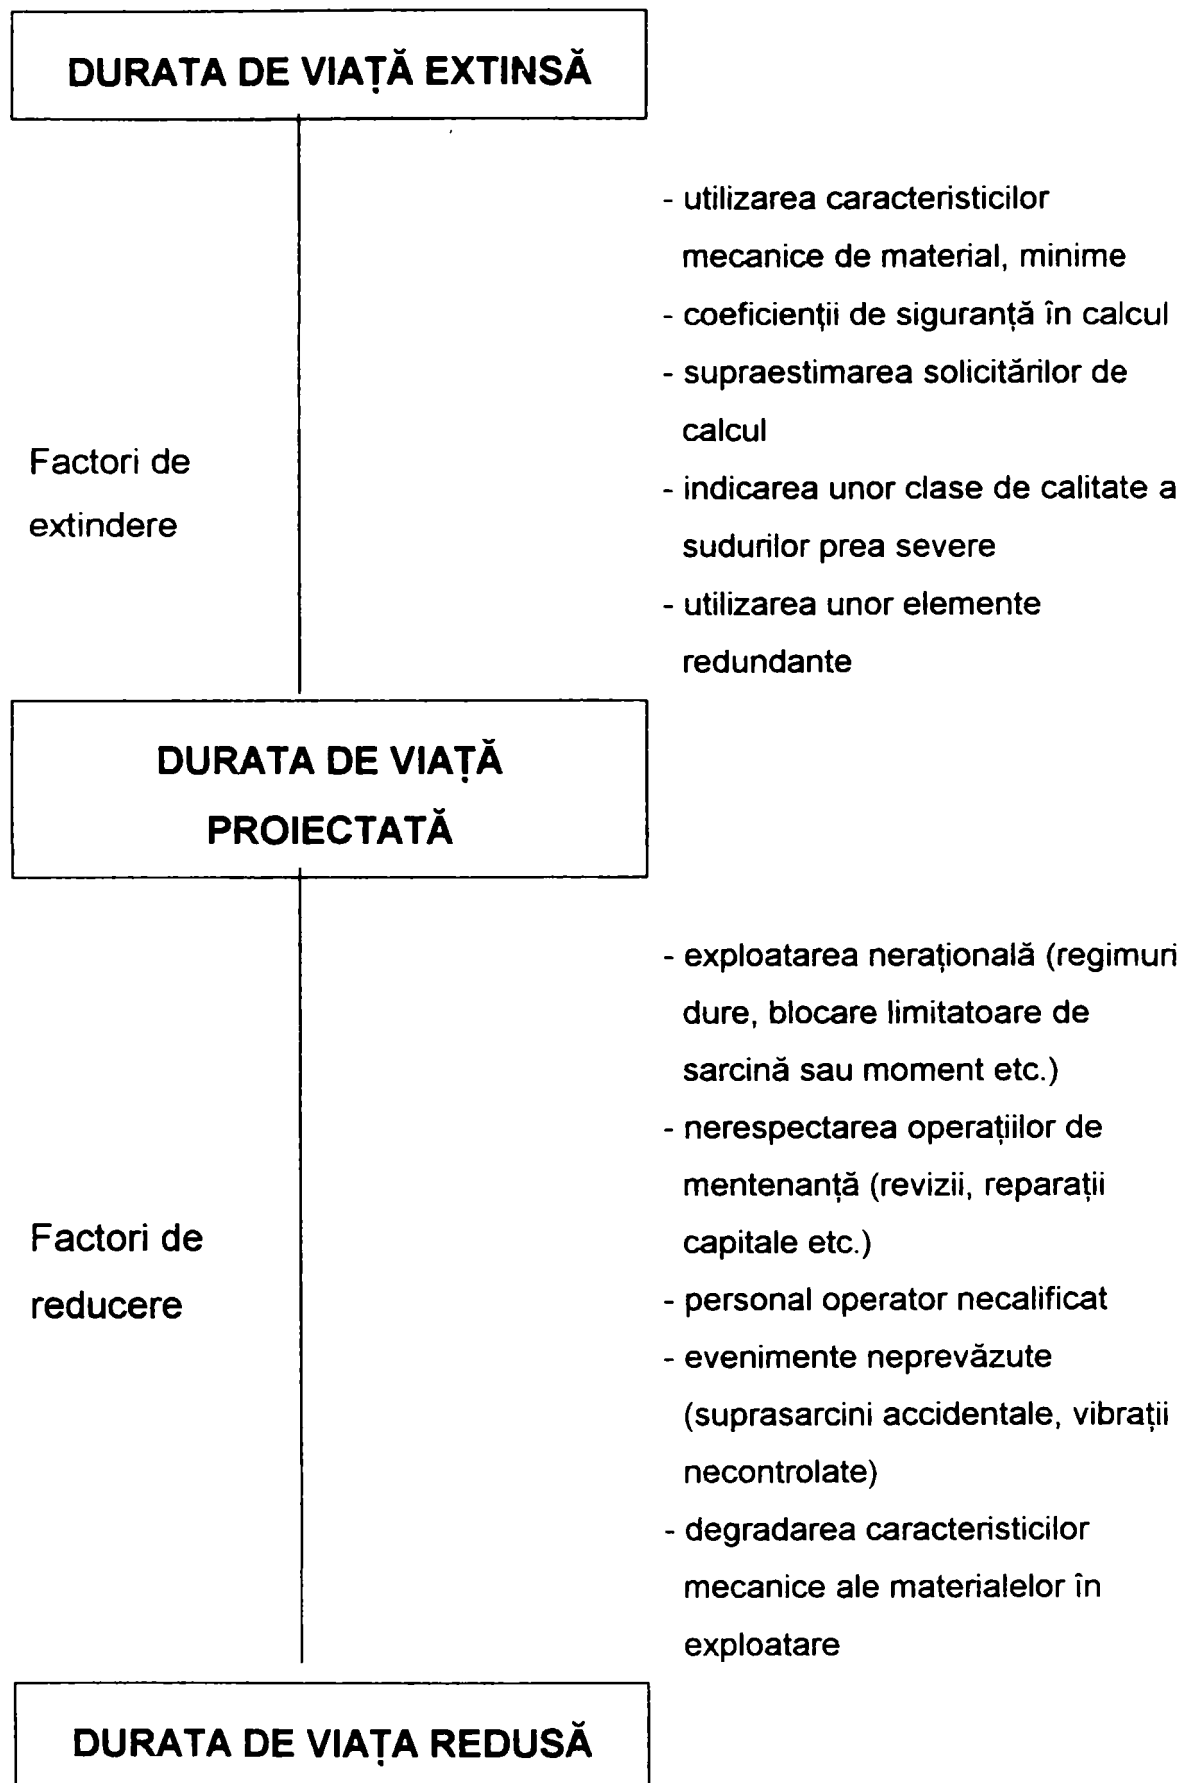 DURATA DE VIAȚĂ EXTINSĂ
- utilizarea caracteristicilor
mecanice de material, minime
- coeficienții de siguranță în calcul
- supraestimarea solicitărilor de
calcul
Factori de
extindere
- indicarea unor clase de calitate a
sudurilor prea severe
- utilizarea unor elemente
redundante
DURATA DE VIAȚĂ
PROIECTATĂ
- exploatarea nerațională (regimuri
dure, blocare limitatoare de
sarcină sau moment etc.)
- nerespectarea operațiilor de
mentenanță (revizii, reparații
capitale etc.)
Factori de
reducere
- personal operator necalificat
- evenimente neprevăzute
(suprasarcini accidentale, vibrații
necontrolate)
- degradarea caracteristicilor
mecanice ale materialelor în
exploatare
DURATA DE VIAȚA REDUSĂ